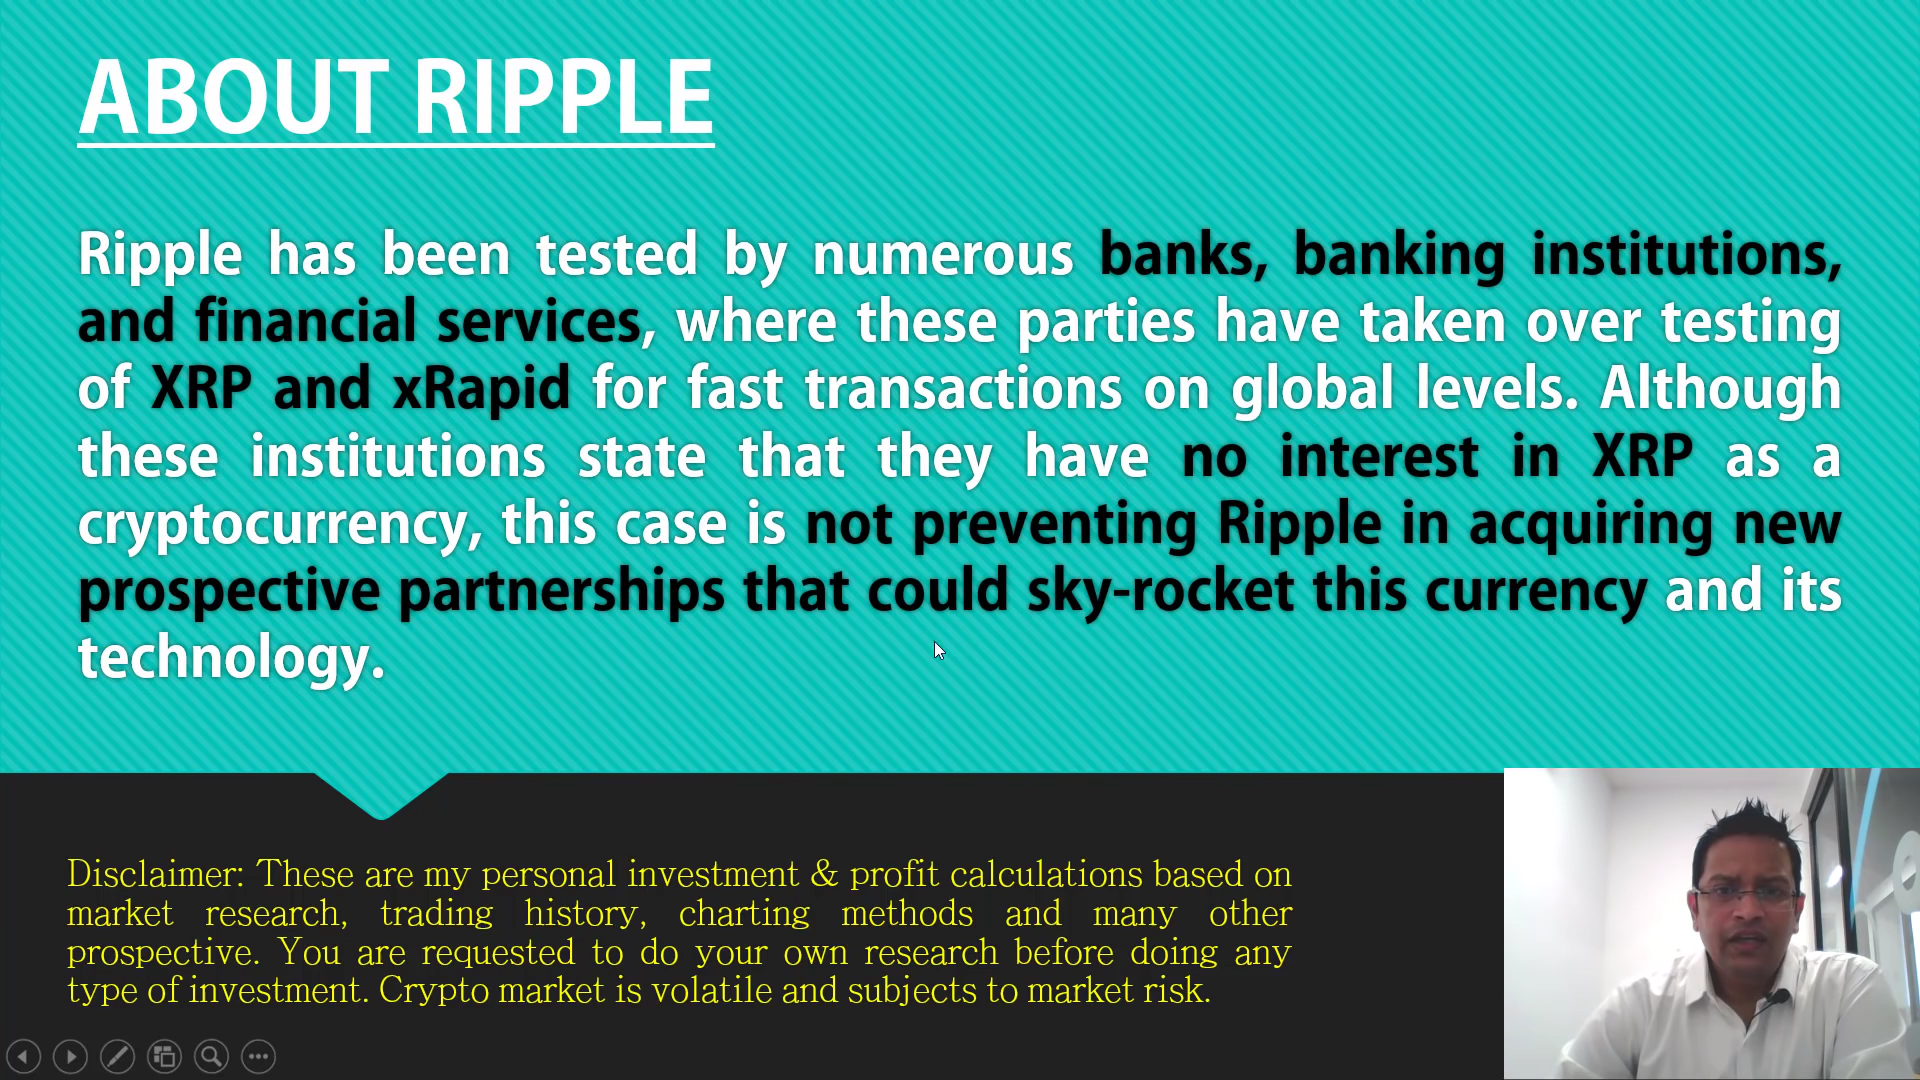 ABOUT RIPPLE
Ripple has been tested by numerous banks, banking institutions,
and financial services, where these parties have taken over testing
of XRP and xRapid for fast transactions on global levels. Although
these institutions state that they have no interest in XRP as a
cryptocurrency, this case is not preventing Ripple in acquiring new
prospective partnerships that could sky-rocket this currency and its
technology.
Disclaimer: These are my personal investment & profit calculations based on
market research, trading history, charting methods and many other
prospective. You are requested to do your own research before doing any
type of investment. Crypto market is volatile and subjects to market risk.